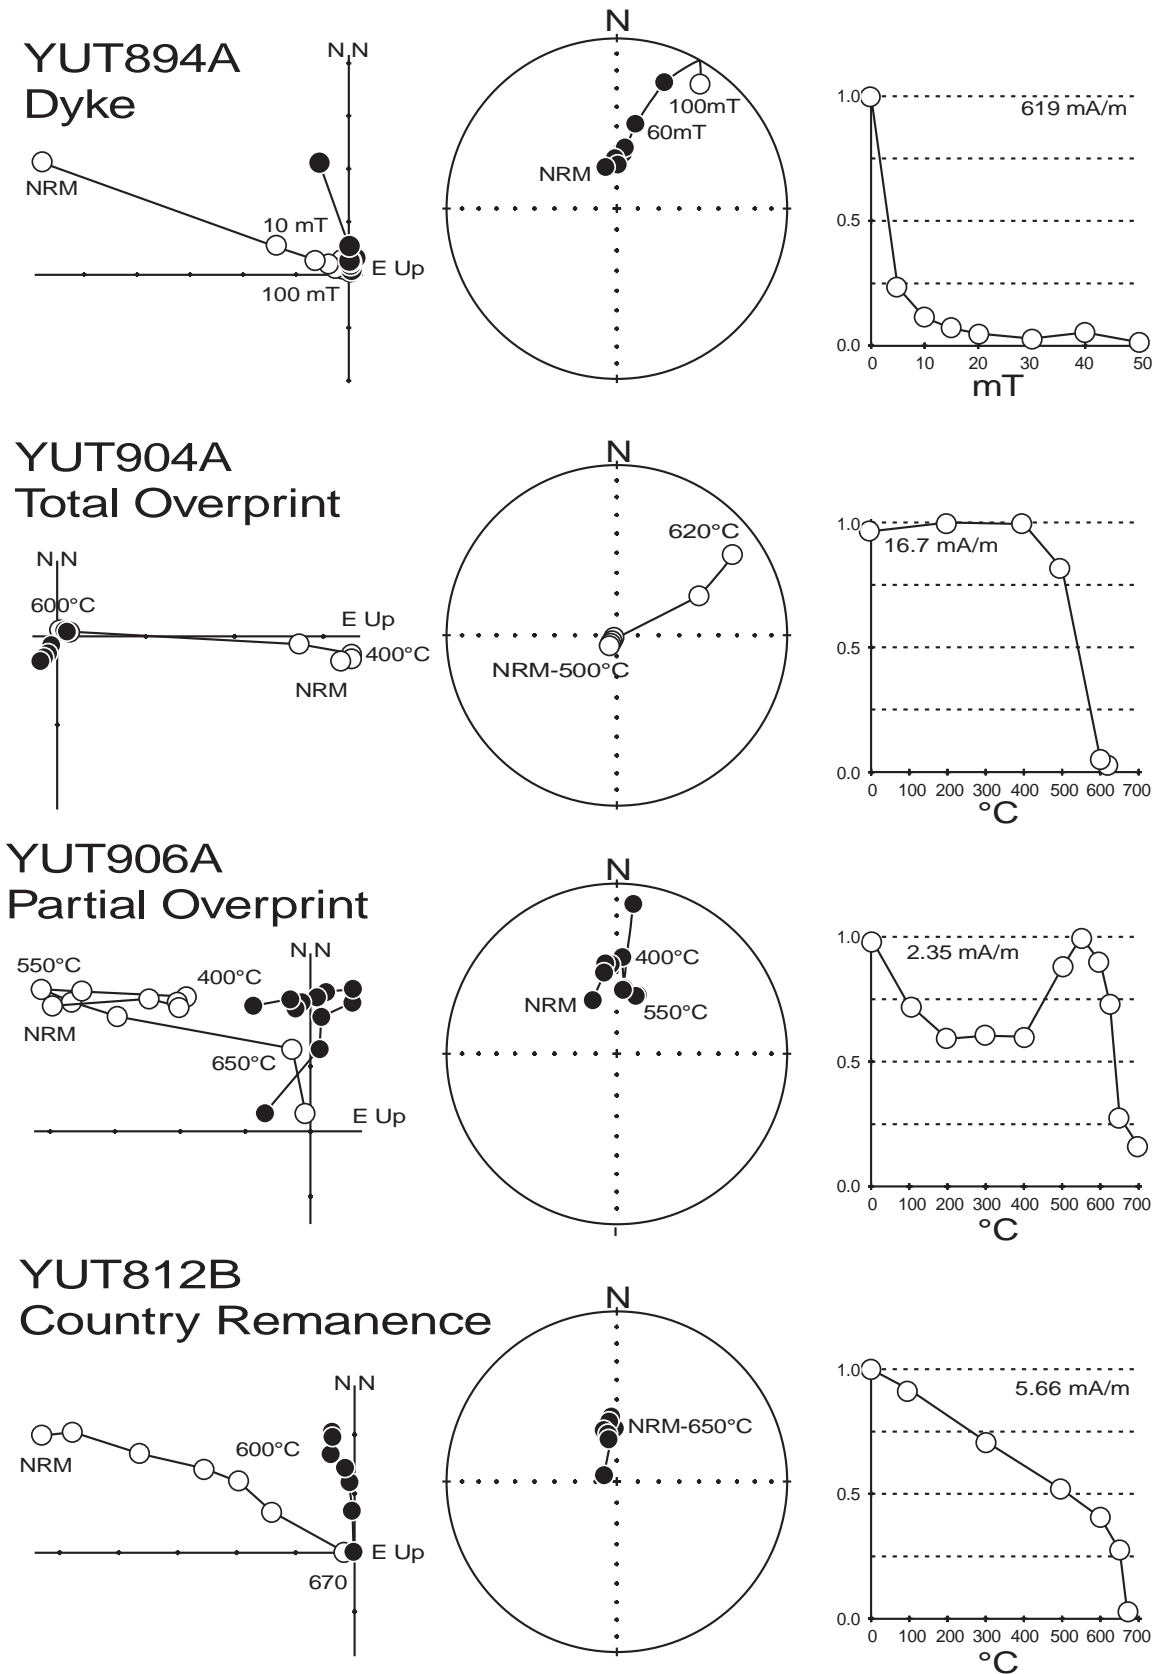 YUT894A
Dyke
N N
NRM
10 mT
E Up
100 mT
N
100mT
60mT
NRM
1.0
619 mA/m
0.5
0.0
0 10 20 30 40 50
mT
YUT904A
Total Overprint
N N
600°C
E Up
400°C
NRM
N
620°C
NRM-500°C
1.0
16.7 mA/m
0.5
0.0
0 100 200 300 400 500 600 700
°C
YUT906A
Partial Overprint
N N
550°C
400°C
NRM
650°C
E Up
N
400°C
NRM
550°C
1.0
2.35 mA/m
0.5
0.0
0 100 200 300 400 500 600 700
°C
YUT812B
Country Remanence
N N
600°C
NRM
E Up
670
N
NRM-650°C
1.0
5.66 mA/m
0.5
0.0
0 100 200 300 400 500 600 700
°C